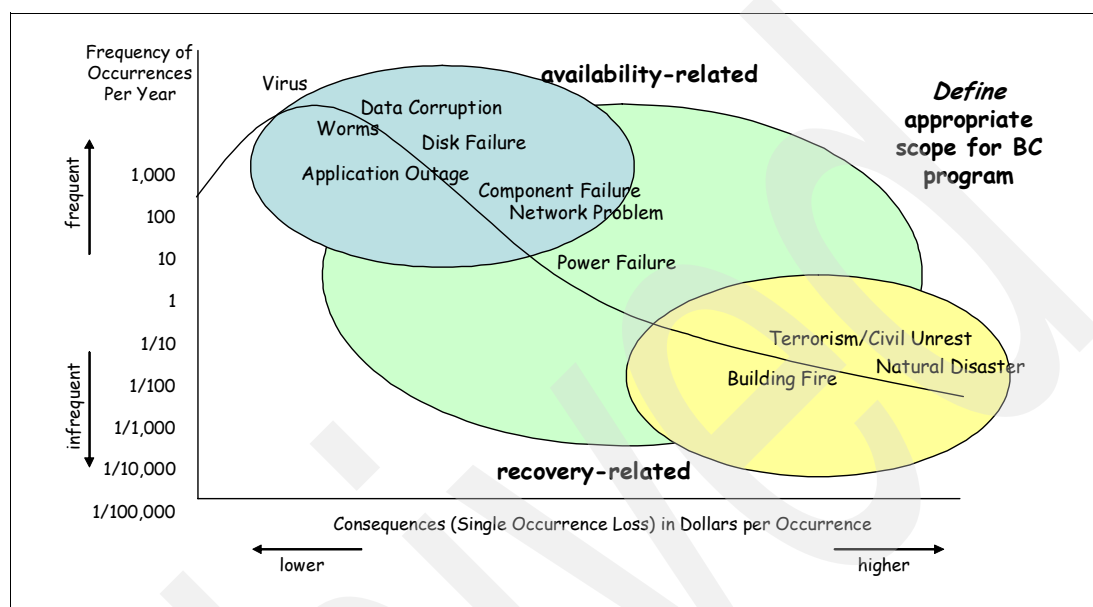 Frequency of
Occurrences
Per Year
Virus
availability-related
Define
appropriate
scope for BC
program
Data Corruption
Worms
Disk Failure
Application Outage
Component Failure
Network Problem
Power Failure
Terrorism/Civil Unrest
Natural Disaster
Building Fire
frequent
infrequent
1,000
100
10
1
1/10
1/100
1/1,000
1/10,000
1/100,000
recovery-related
Consequences (Single Occurrence Loss) in Dollars per Occurrence
lower
higher